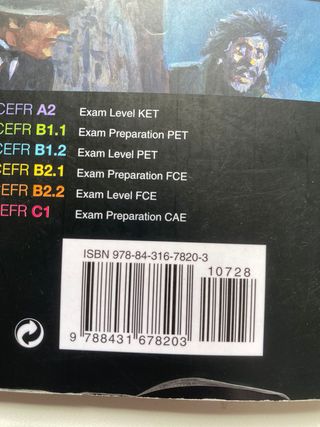 CEFR A2 Exam Level KET
CEFR B1.1 Exam Preparation PET
CEFR B1.2 Exam Level PET
CEFR B2.1 Exam Preparation FCE
CEFR B2.2 Exam Level FCE
CEFR C1 Exam Preparation CAE
ISBN 978-84-316-7820-3
10728
9 788431 678203